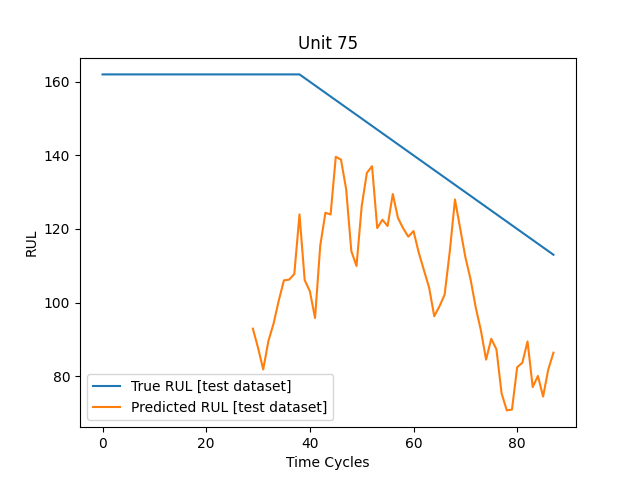 Unit 75
160
140
120
100
80
RUL
True RUL [test dataset]
Predicted RUL [test dataset]
0
20
40
60
80
Time Cycles